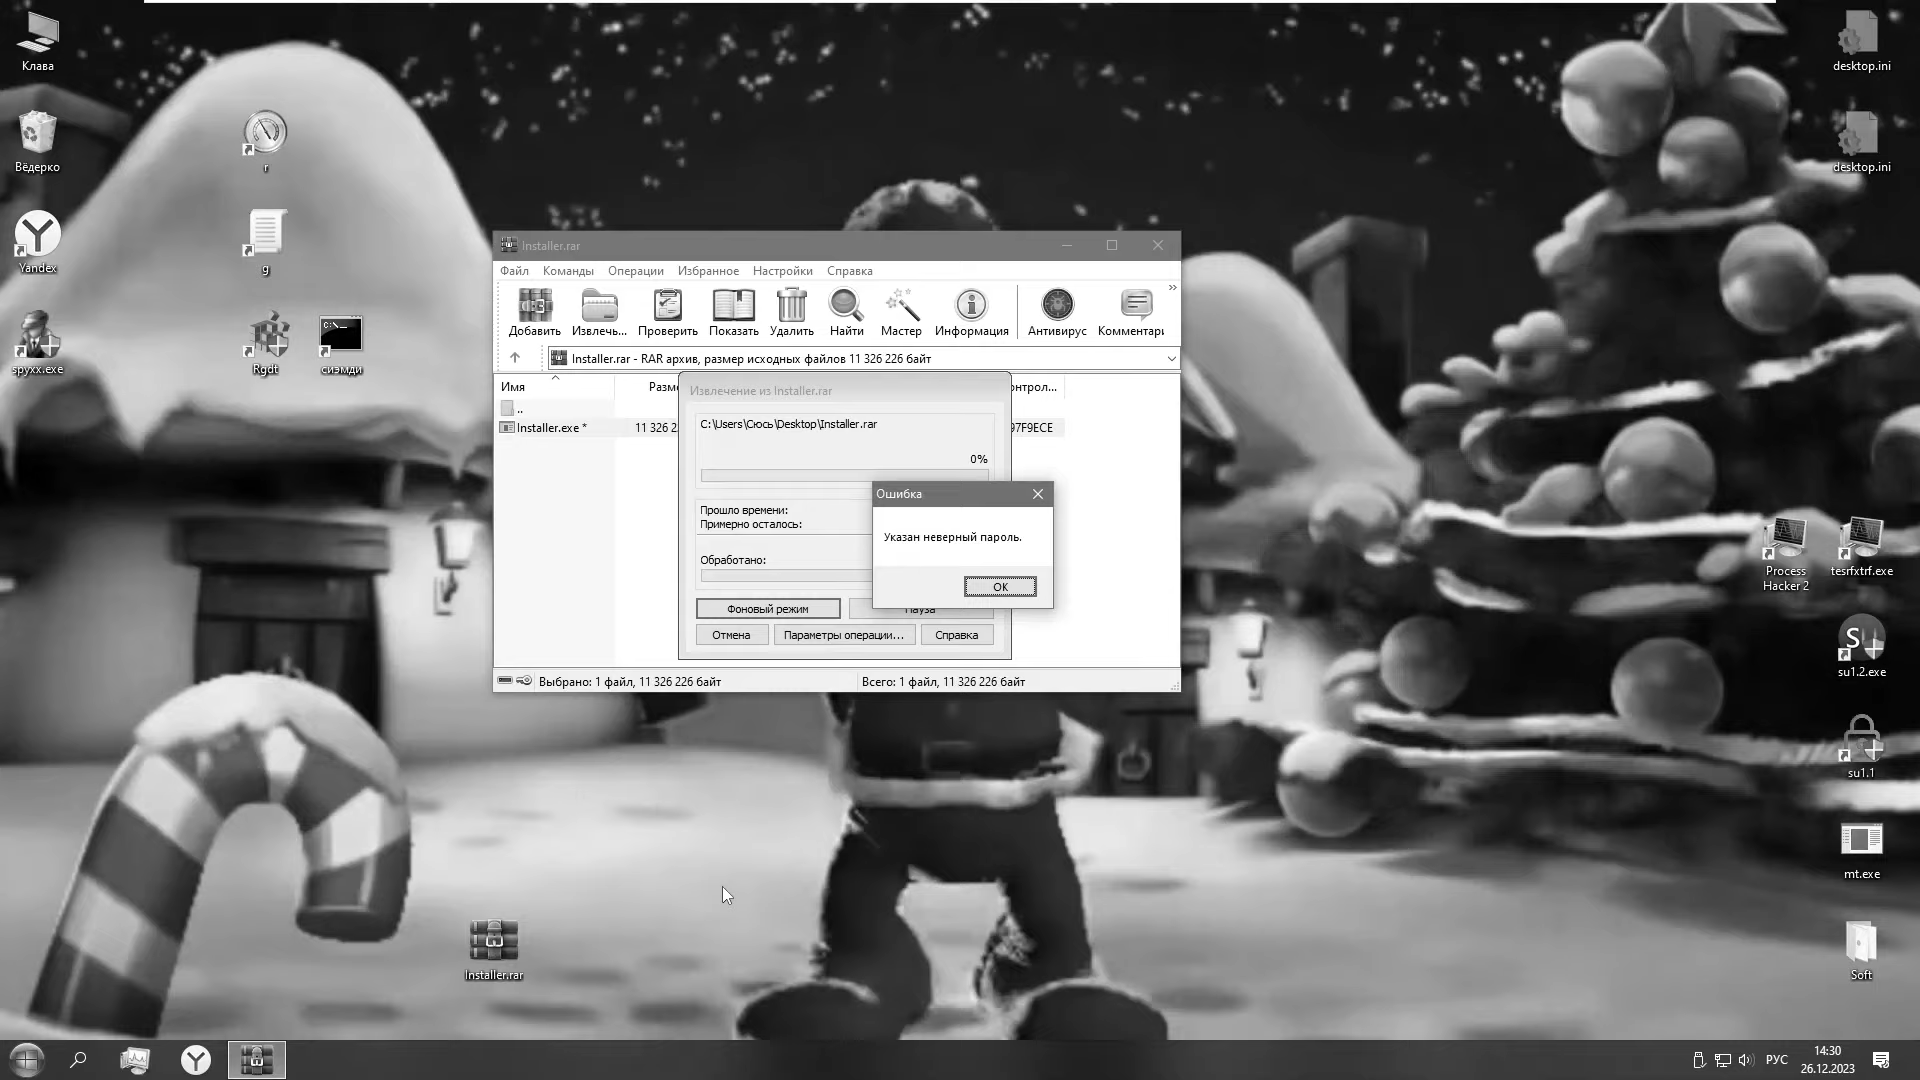 Клава
Вёдерко
Yandex
spyxx.exe
r
g
Rgdt
сиэмди
desktop.ini
desktop.ini
Process
Hacker 2
tesrfxtrf.exe
su1.2.exe
su1.1
mt.exe
Soft
Installer.rar
Installer.rar
Файл Команды Операции Избранное Настройки Справка
Добавить Извлечь... Проверить Показать Удалить Найти Мастер Информация Антивирус Комментари
Installer.rar - RAR архив, размер исходных файлов 11 326 226 байт
Имя Разме онтрол...
..
Installer.exe * 11 326 2 97F9ECE
Извлечение из Installer.rar
C:\Users\Сюсь\Desktop\Installer.rar
0%
Прошло времени:
Примерно осталось:
Обработано:
Фоновый режим Пауза
Отмена Параметры операции... Справка
Ошибка
Указан неверный пароль.
OK
Выбрано: 1 файл, 11 326 226 байт Всего: 1 файл, 11 326 226 байт
РУС
14:30
26.12.2023